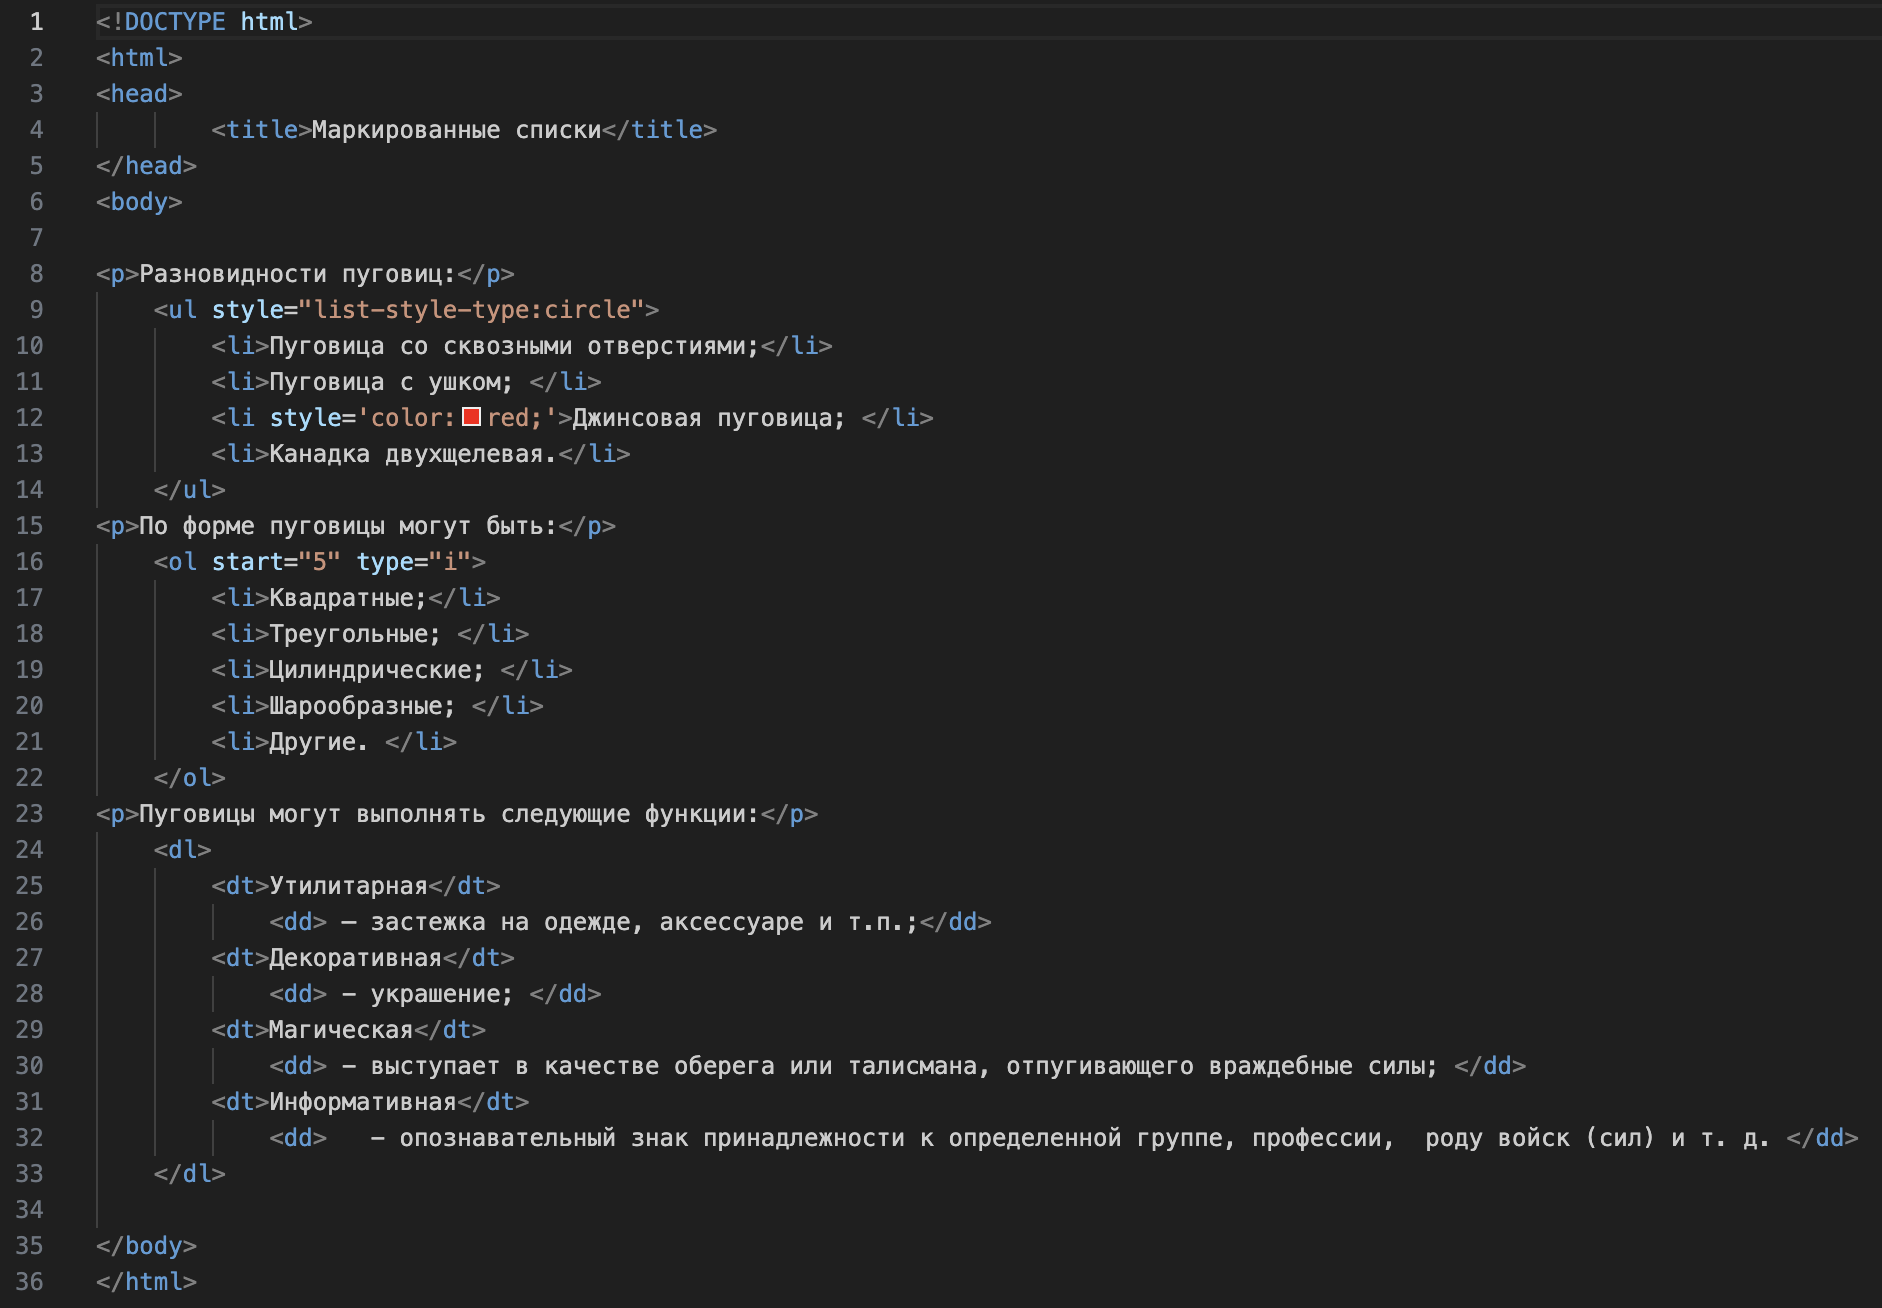 1 <!DOCTYPE html>
2 <html>
3 <head>
4 <title>Маркированные списки</title>
5 </head>
6 <body>
7
8 <p>Разновидности пуговиц:</p>
9 <ul style="list-style-type:circle">
10 <li>Пуговица со сквозными отверстиями;</li>
11 <li>Пуговица с ушком; </li>
12 <li style='color:red;'>Джинсовая пуговица; </li>
13 <li>Канадка двухщелевая.</li>
14 </ul>
15 <p>По форме пуговицы могут быть:</p>
16 <ol start="5" type="i">
17 <li>Квадратные;</li>
18 <li>Треугольные; </li>
19 <li>Цилиндрические; </li>
20 <li>Шарообразные; </li>
21 <li>Другие. </li>
22 </ol>
23 <p>Пуговицы могут выполнять следующие функции:</p>
24 <dl>
25 <dt>Утилитарная</dt>
26 <dd> — застежка на одежде, аксессуаре и т.п.;</dd>
27 <dt>Декоративная</dt>
28 <dd> – украшение; </dd>
29 <dt>Магическая</dt>
30 <dd> – выступает в качестве оберега или талисмана, отпугивающего враждебные силы; </dd>
31 <dt>Информативная</dt>
32 <dd>   – опознавательный знак принадлежности к определенной группе, профессии,  роду войск (сил) и т. д. </dd>
33 </dl>
34
35 </body>
36 </html>